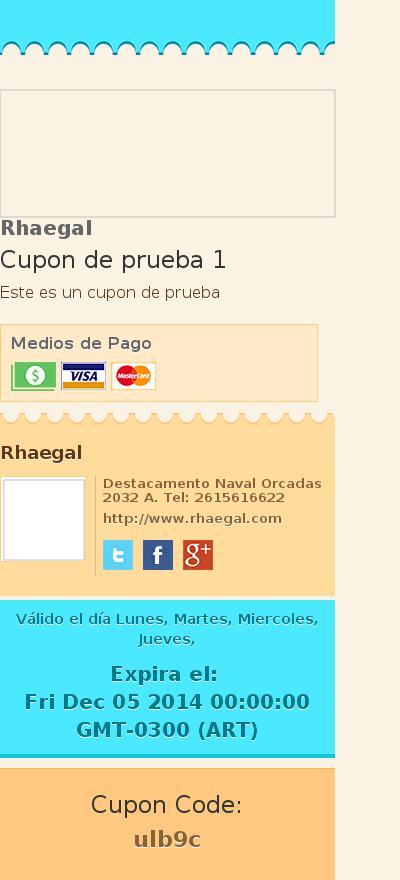 Rhaegal
Cupon de prueba 1
Este es un cupon de prueba
Medios de Pago
$ VISA MasterCard
Rhaegal
Destacamento Naval Orcadas
2032 A. Tel: 2615616622
http://www.rhaegal.com
t f g+
Válido el día Lunes, Martes, Miercoles,
Jueves,
Expira el:
Fri Dec 05 2014 00:00:00
GMT-0300 (ART)
Cupon Code:
ulb9c